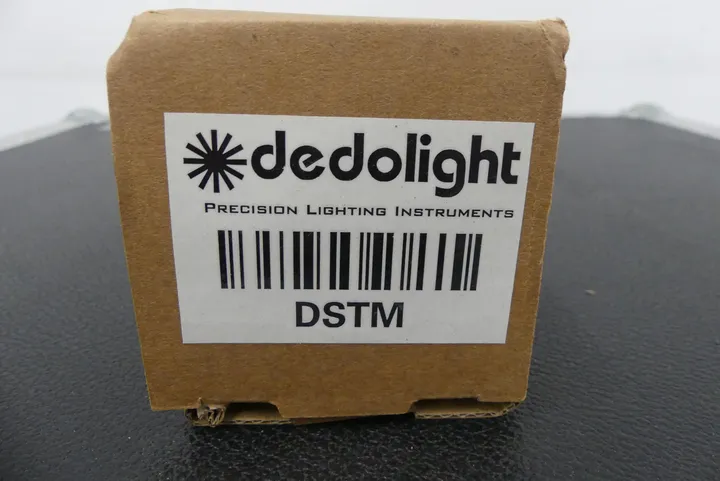 dedolight
PRECISION LIGHTING INSTRUMENTS
DSTM